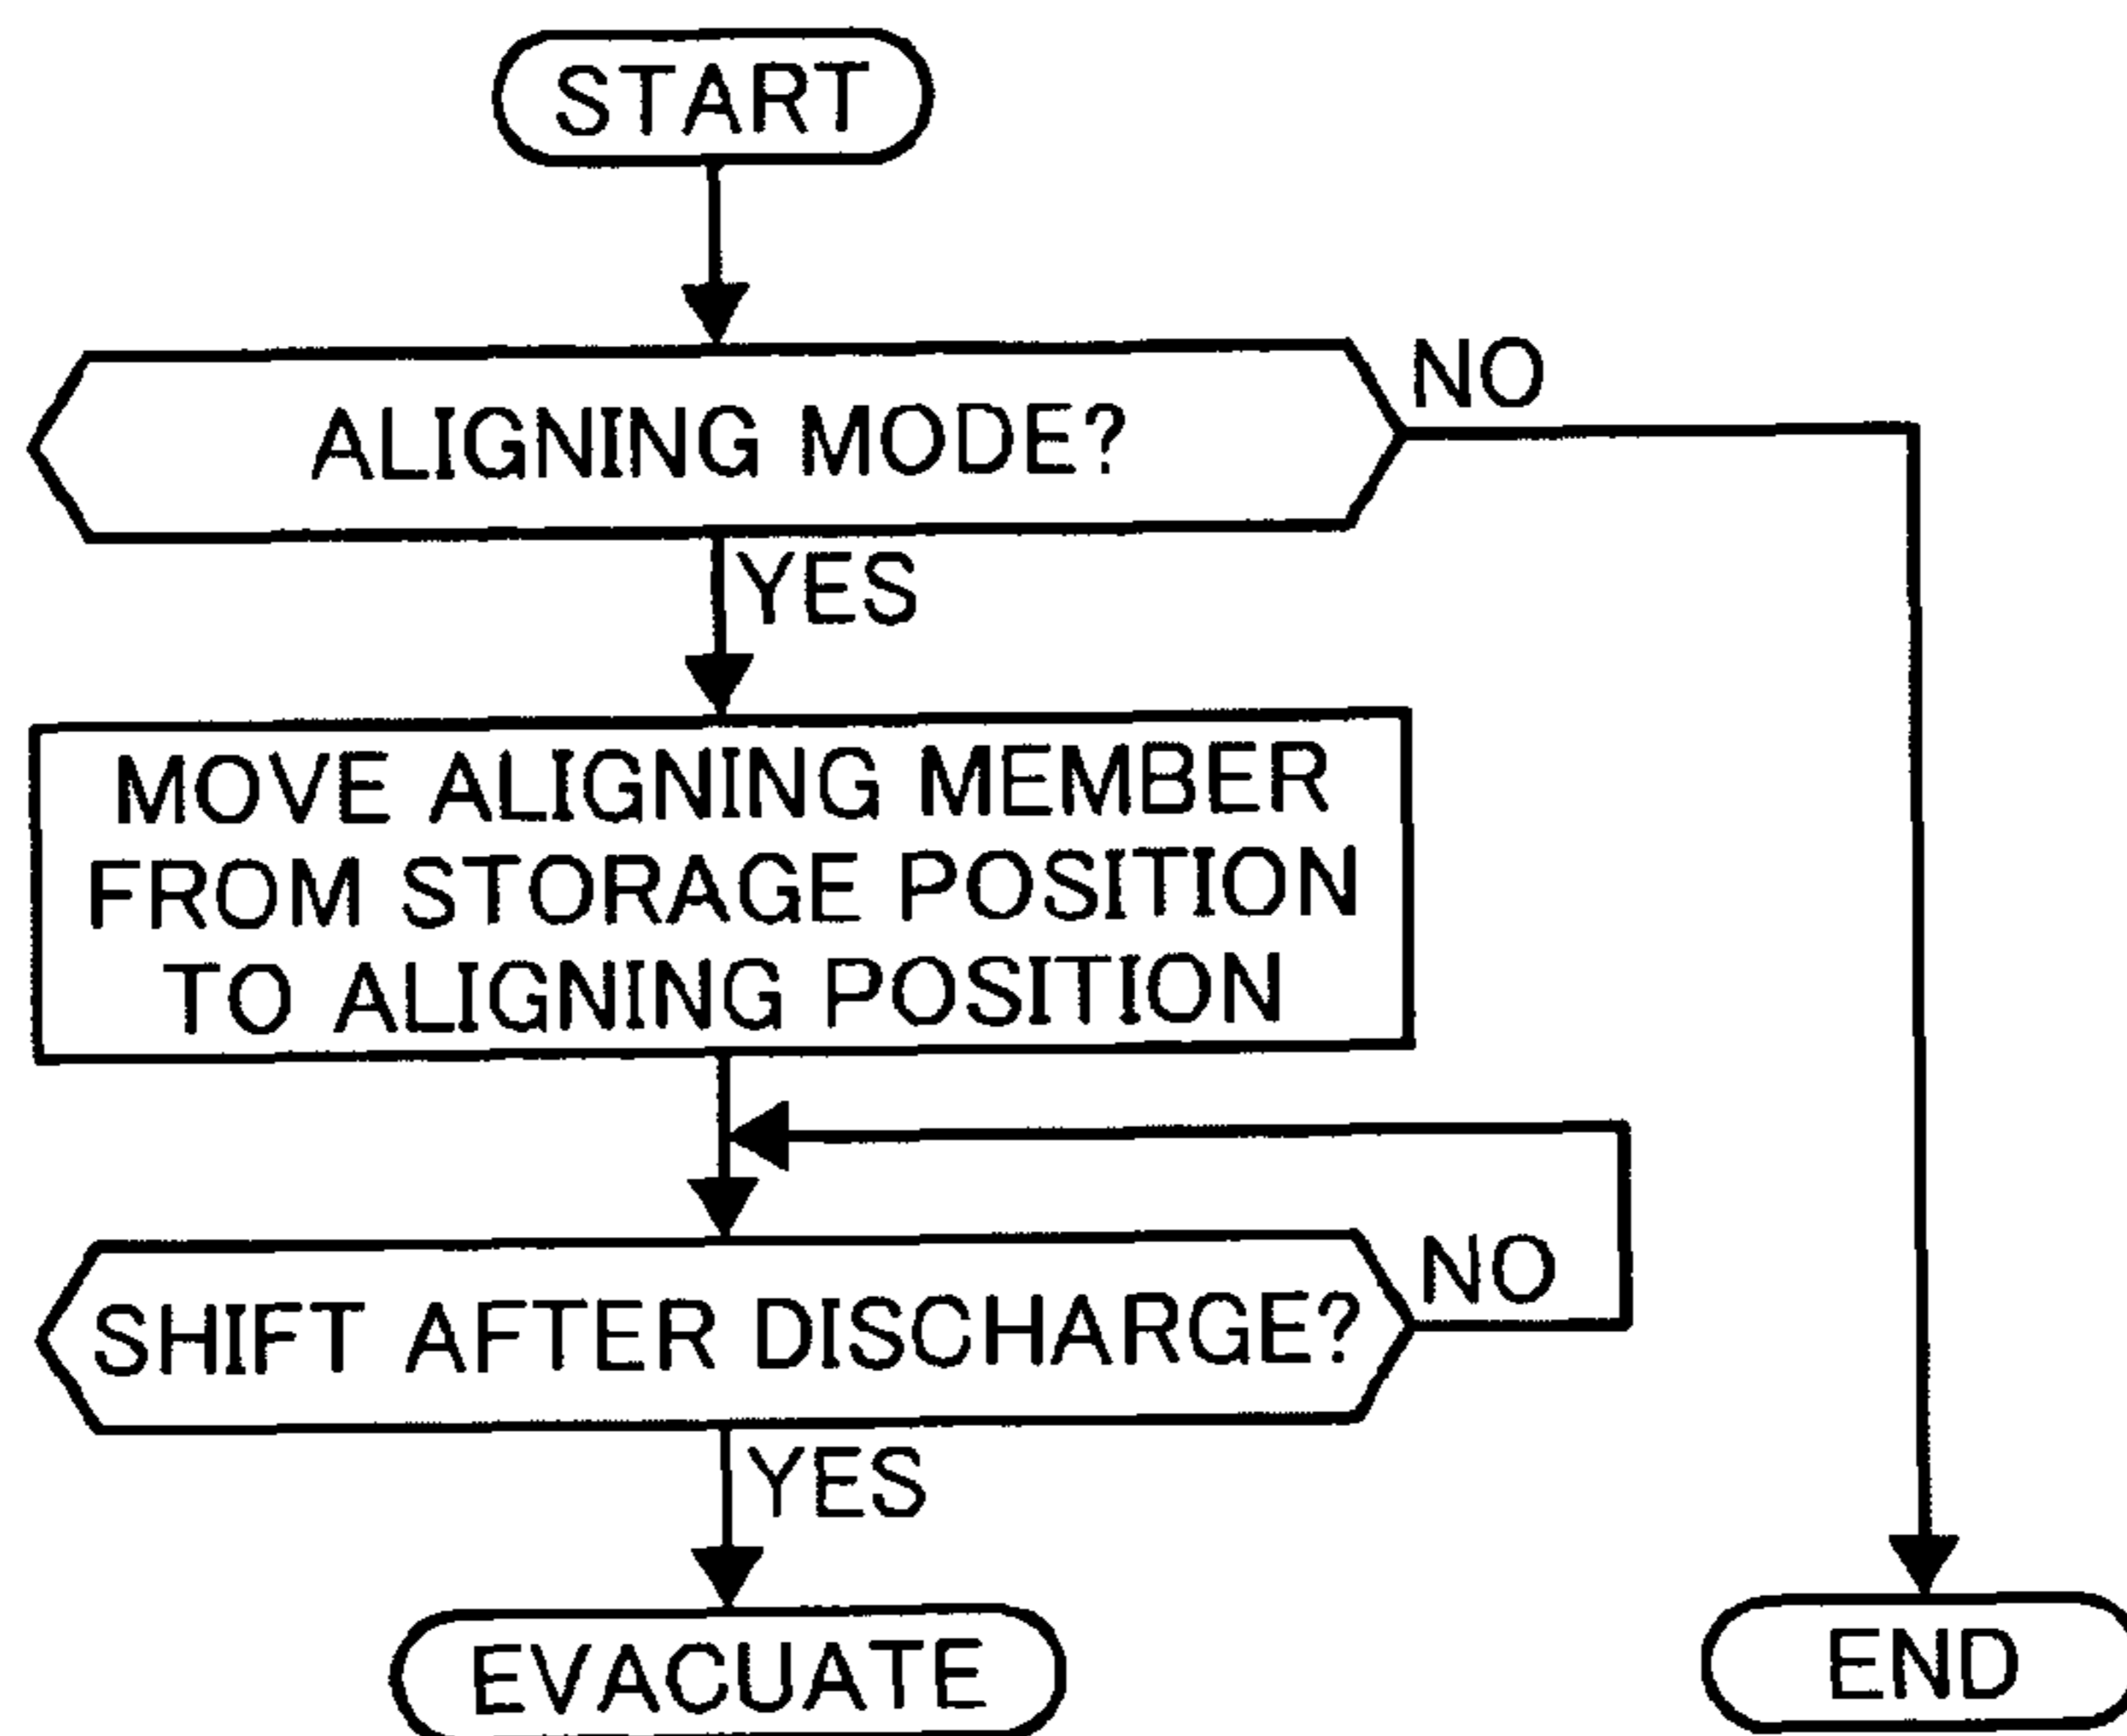 START
ALIGNING MODE?
NO
YES
MOVE ALIGNING MEMBER
FROM STORAGE POSITION
TO ALIGNING POSITION
SHIFT AFTER DISCHARGE?
NO
YES
EVACUATE
END